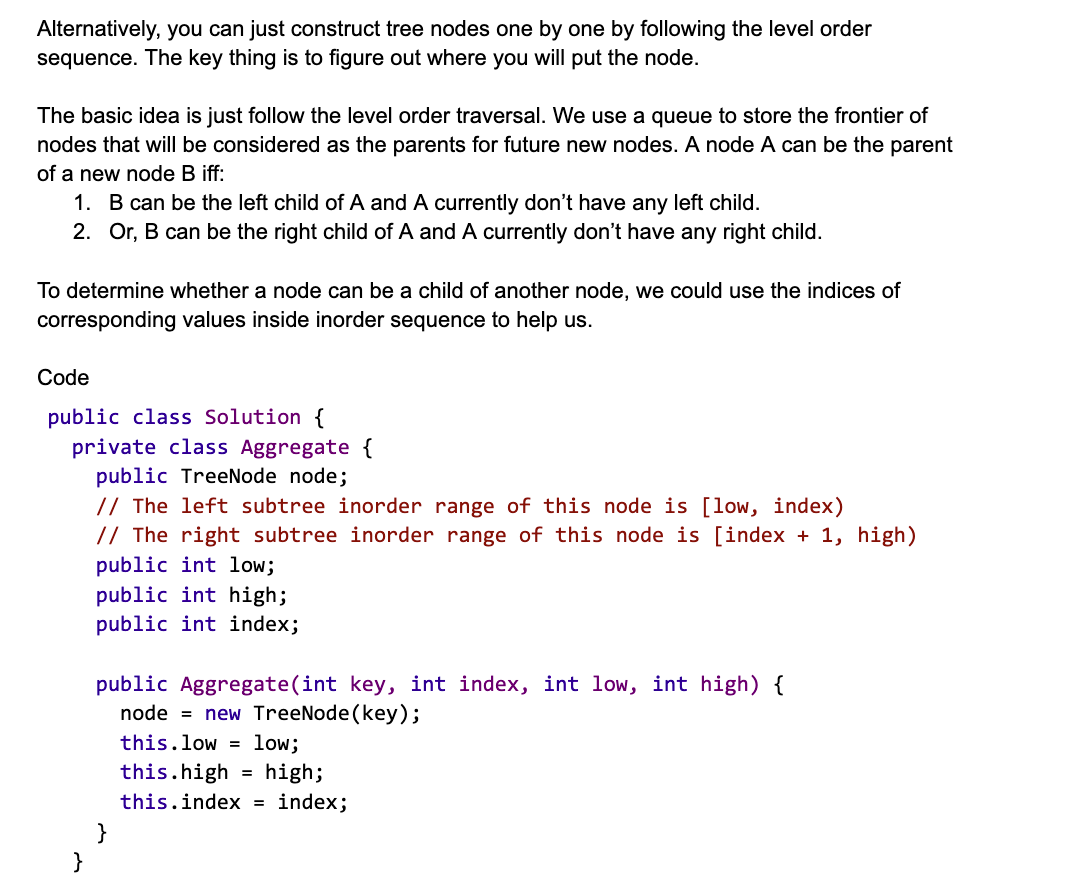 Alternatively, you can just construct tree nodes one by one by following the level order
sequence. The key thing is to figure out where you will put the node.
The basic idea is just follow the level order traversal. We use a queue to store the frontier of
nodes that will be considered as the parents for future new nodes. A node A can be the parent
of a new node B iff:
1. B can be the left child of A and A currently don’t have any left child.
2. Or, B can be the right child of A and A currently don’t have any right child.
To determine whether a node can be a child of another node, we could use the indices of
corresponding values inside inorder sequence to help us.
Code
public class Solution {
private class Aggregate {
public TreeNode node;
// The left subtree inorder range of this node is [low, index)
// The right subtree inorder range of this node is [index + 1, high)
public int low;
public int high;
public int index;
public Aggregate(int key, int index, int low, int high) {
node = new TreeNode(key);
this.low = low;
this.high = high;
this.index = index;
}
}